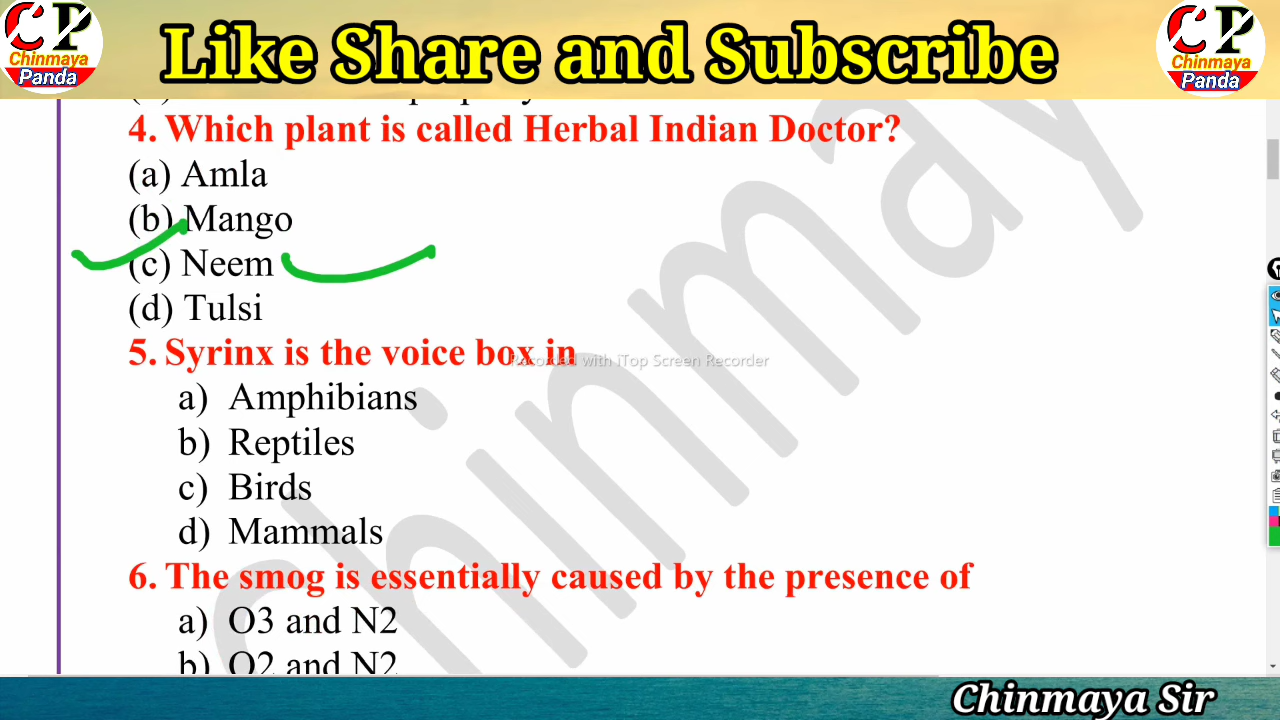 CP
Chinmaya
Panda
Like Share and Subscribe
CP
Chinmaya
Panda
4. Which plant is called Herbal Indian Doctor?
(a) Amla
(b) Mango
(c) Neem
(d) Tulsi
5. Syrinx is the voice box in
Recorded with iTop Screen Recorder
a) Amphibians
b) Reptiles
c) Birds
d) Mammals
6. The smog is essentially caused by the presence of
a) O3 and N2
b) O2 and N2
Chinmay
Chinmaya Sir